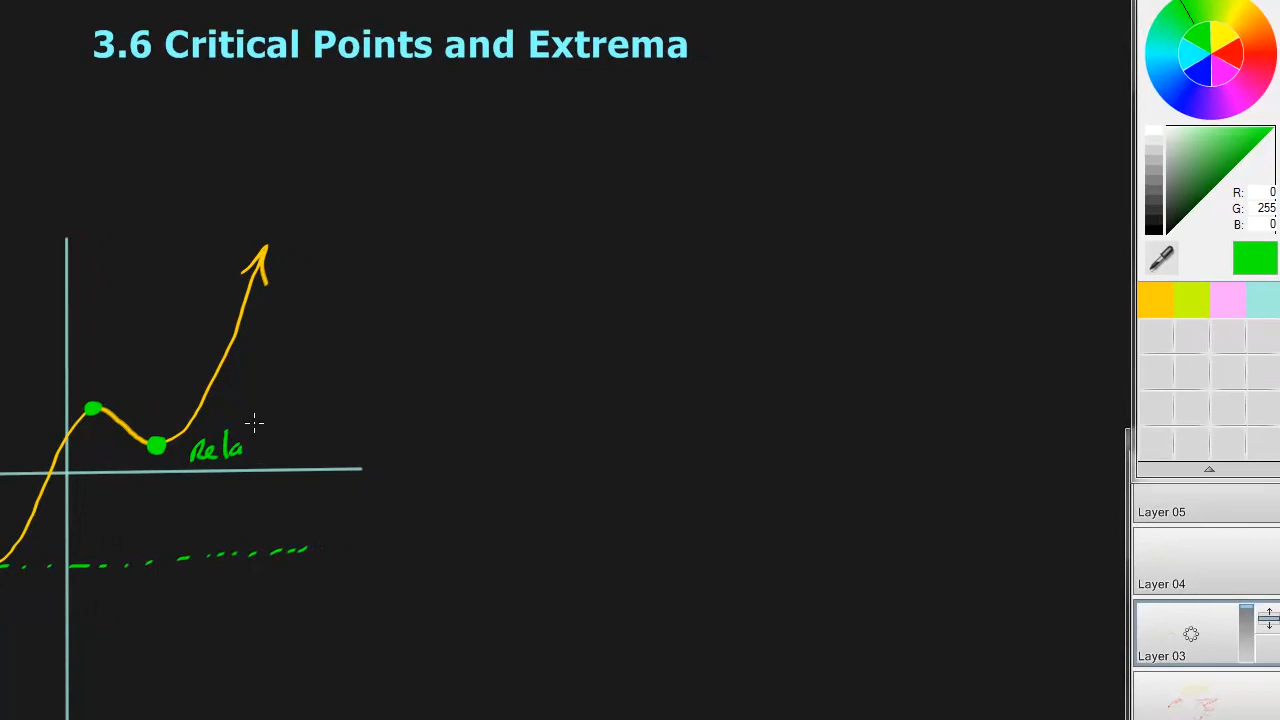 3.6 Critical Points and Extrema
R: 0
G: 255
B: 0
Rela
Layer 05
Layer 04
Layer 03